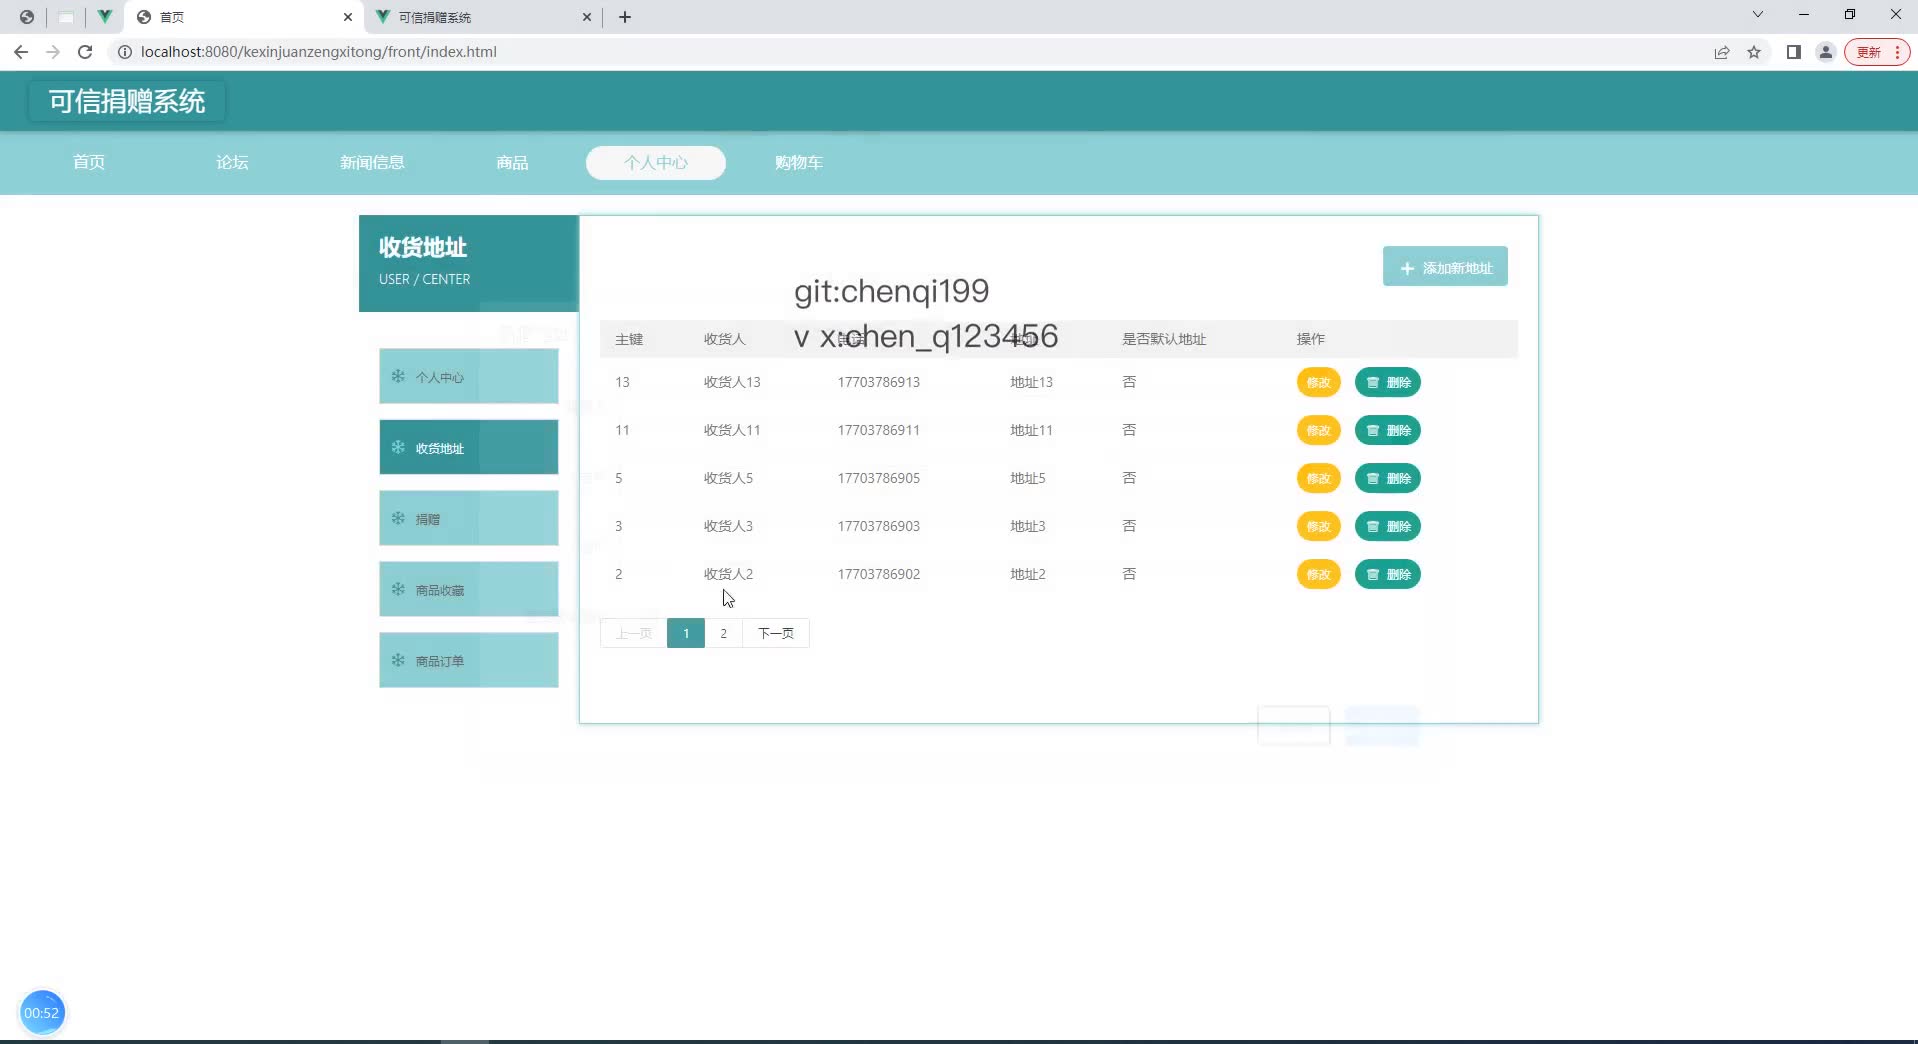 首页
可信捐赠系统
localhost:8080/kexinjuanzengxitong/front/index.html
更新
可信捐赠系统
首页 论坛 新闻信息 商品 个人中心 购物车
收货地址
USER / CENTER
添加新地址
git:chenqi199
v x:chen_q123456
主键 收货人 电话 地址 是否默认地址 操作
个人中心
收货地址
捐赠
商品收藏
商品订单
13 收货人13 17703786913 地址13 否 修改 删除
11 收货人11 17703786911 地址11 否 修改 删除
5 收货人5 17703786905 地址5 否 修改 删除
3 收货人3 17703786903 地址3 否 修改 删除
2 收货人2 17703786902 地址2 否 修改 删除
上一页 1 2 下一页
00:52